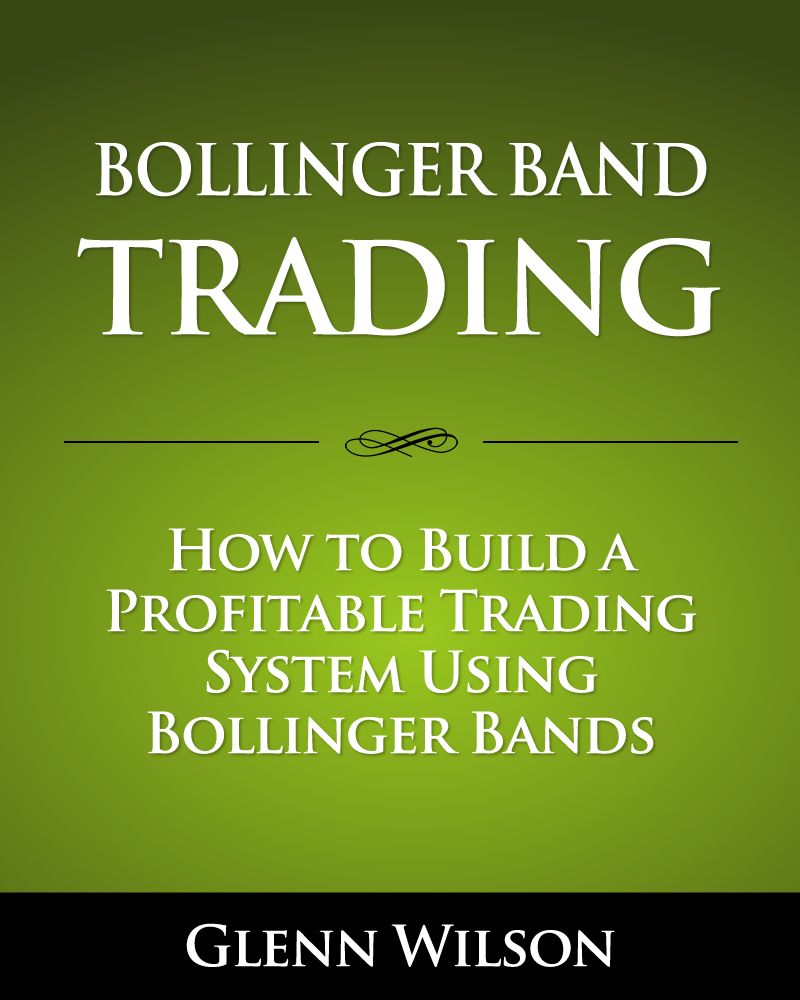 BOLLINGER BAND
TRADING
HOW TO BUILD A
PROFITABLE TRADING
SYSTEM USING
BOLLINGER BANDS
GLENN WILSON